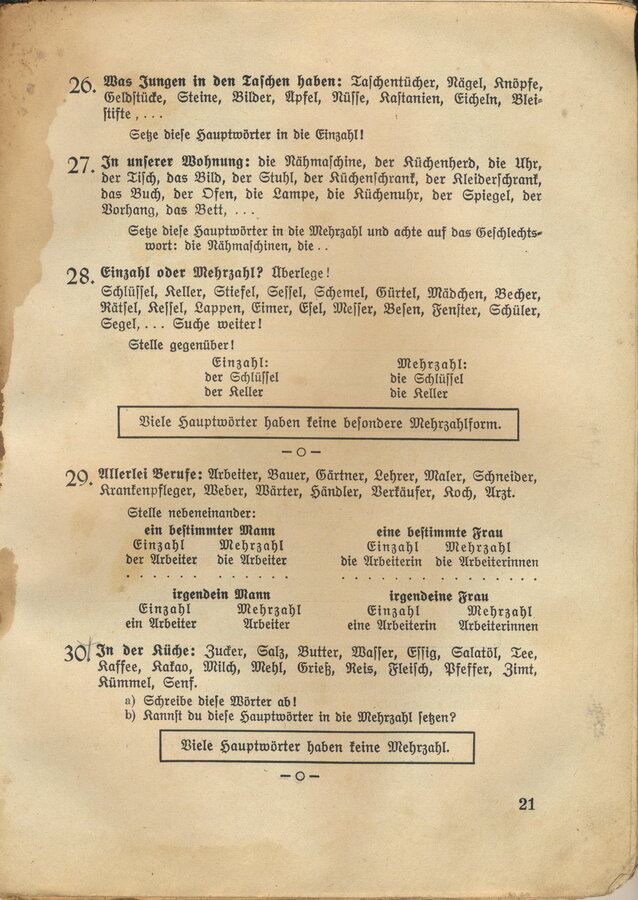 26. Was Jungen in den Taschen haben: Taschentücher, Nägel, Knöpfe,
Geldstücke, Steine, Bilder, Äpfel, Nüsse, Kastanien, Eicheln, Blei-
stifte , . . .
Setze diese Hauptwörter in die Einzahl!
27. In unserer Wohnung: die Nähmaschine, der Küchenherd, die Uhr,
der Tisch, das Bild, der Stuhl, der Küchenschrank, der Kleiderschrank,
das Buch, der Ofen, die Lampe, die Küchenuhr, der Spiegel, der
Vorhang, das Bett, . . .
Setze diese Hauptwörter in die Mehrzahl und achte auf das Geschlechts-
wort: die Nähmaschinen, die . .
28. Einzahl oder Mehrzahl? Überlege!
Schlüssel, Keller, Stiefel, Sessel, Schemel, Gürtel, Mädchen, Becher,
Rätsel, Kessel, Lappen, Eimer, Esel, Messer, Besen, Fenster, Schüler,
Segel, . . . Suche weiter!
Stelle gegenüber!
Einzahl: Mehrzahl:
der Schlüssel die Schlüssel
der Keller die Keller
Viele Hauptwörter haben keine besondere Mehrzahlform.
29. Allerlei Berufe: Arbeiter, Bauer, Gärtner, Lehrer, Maler, Schneider,
Krankenpfleger, Weber, Wärter, Händler, Verkäufer, Koch, Arzt.
Stelle nebeneinander:
ein bestimmter Mann eine bestimmte Frau
Einzahl Mehrzahl Einzahl Mehrzahl
der Arbeiter die Arbeiter die Arbeiterin die Arbeiterinnen
irgendein Mann irgendeine Frau
Einzahl Mehrzahl Einzahl Mehrzahl
ein Arbeiter Arbeiter eine Arbeiterin Arbeiterinnen
30. In der Küche: Zucker, Salz, Butter, Wasser, Essig, Salatöl, Tee,
Kaffee, Kakao, Milch, Mehl, Grieß, Reis, Fleisch, Pfeffer, Zimt,
Kümmel, Senf.
a) Schreibe diese Wörter ab!
b) Kannst du diese Hauptwörter in die Mehrzahl setzen?
Viele Hauptwörter haben keine Mehrzahl.
21